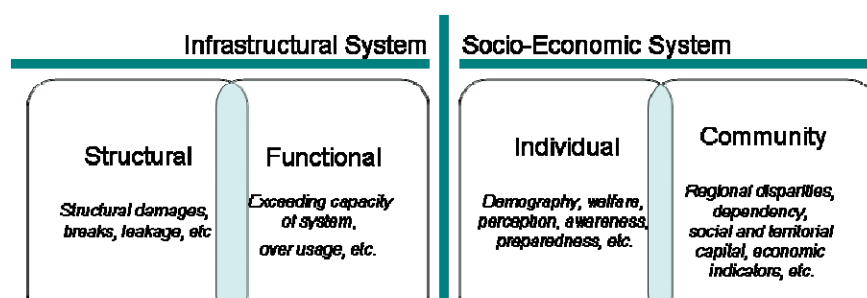 Infrastructural System
Socio-Economic System
Structural
Structural damages,
breaks, leakage, etc
Functional
Exceeding capacity
of system,
over usage, etc.
Individual
Demography, welfare,
perception, awareness,
preparedness, etc.
Community
Regional disparities,
dependency,
social and territorial
capital, economic
indicators, etc.